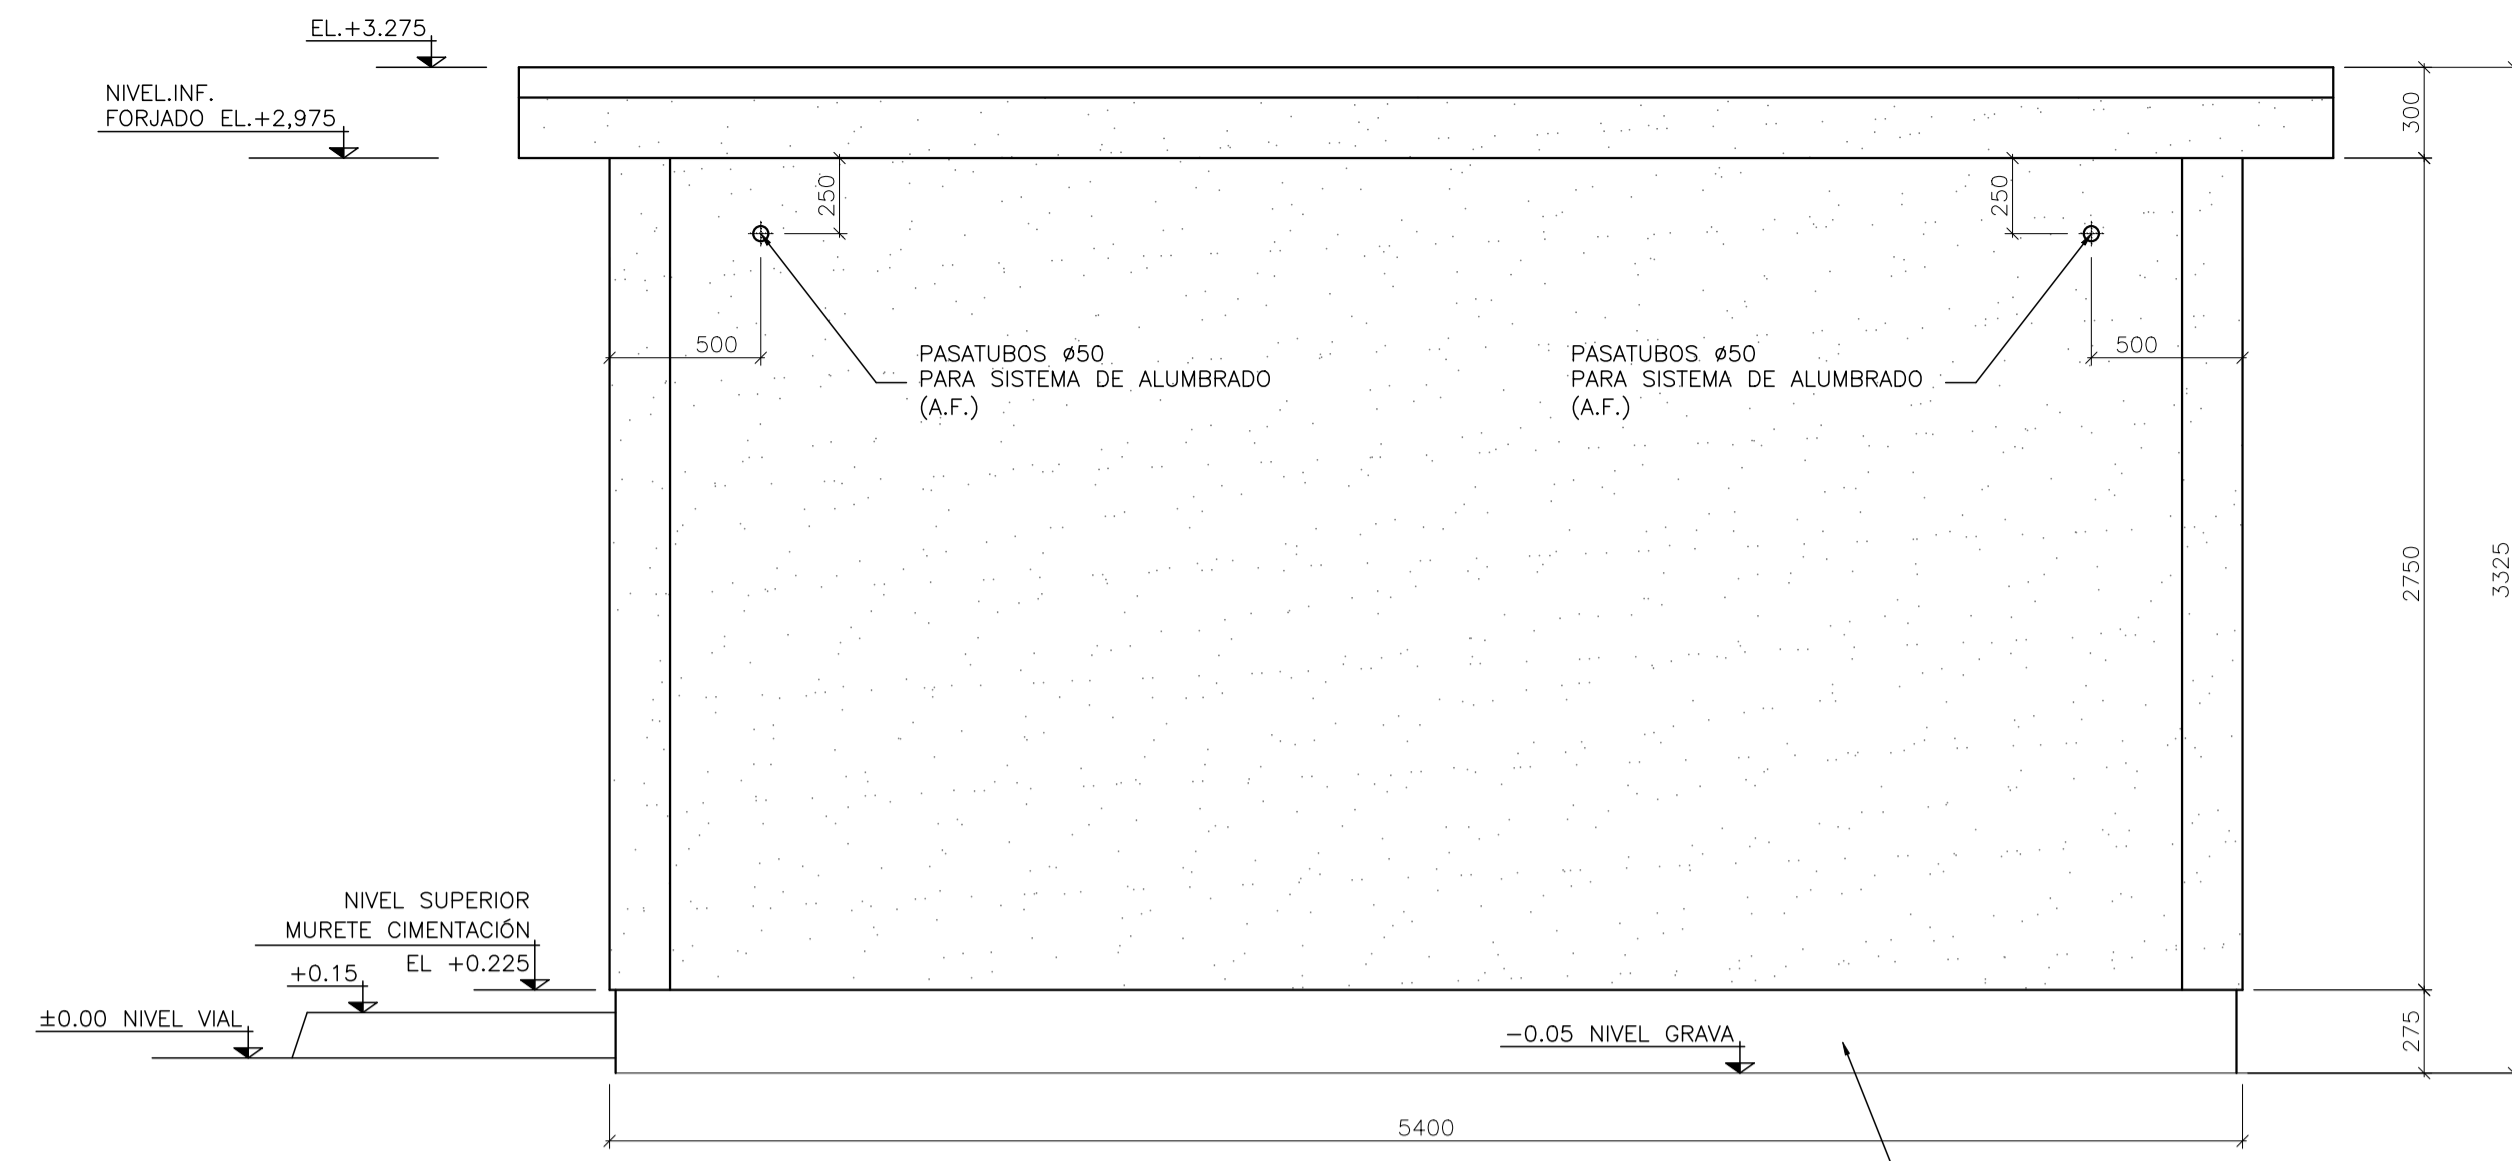 EL.+3.275
NIVEL.INF.
FORJADO EL.+2,975
300
250
250
500
500
PASATUBOS ø50
PARA SISTEMA DE ALUMBRADO
(A.F.)
PASATUBOS ø50
PARA SISTEMA DE ALUMBRADO
(A.F.)
2750
3325
NIVEL SUPERIOR
MURETE CIMENTACIÓN
EL +0.225
+0.15
±0.00 NIVEL VIAL
-0.05 NIVEL GRAVA
275
5400